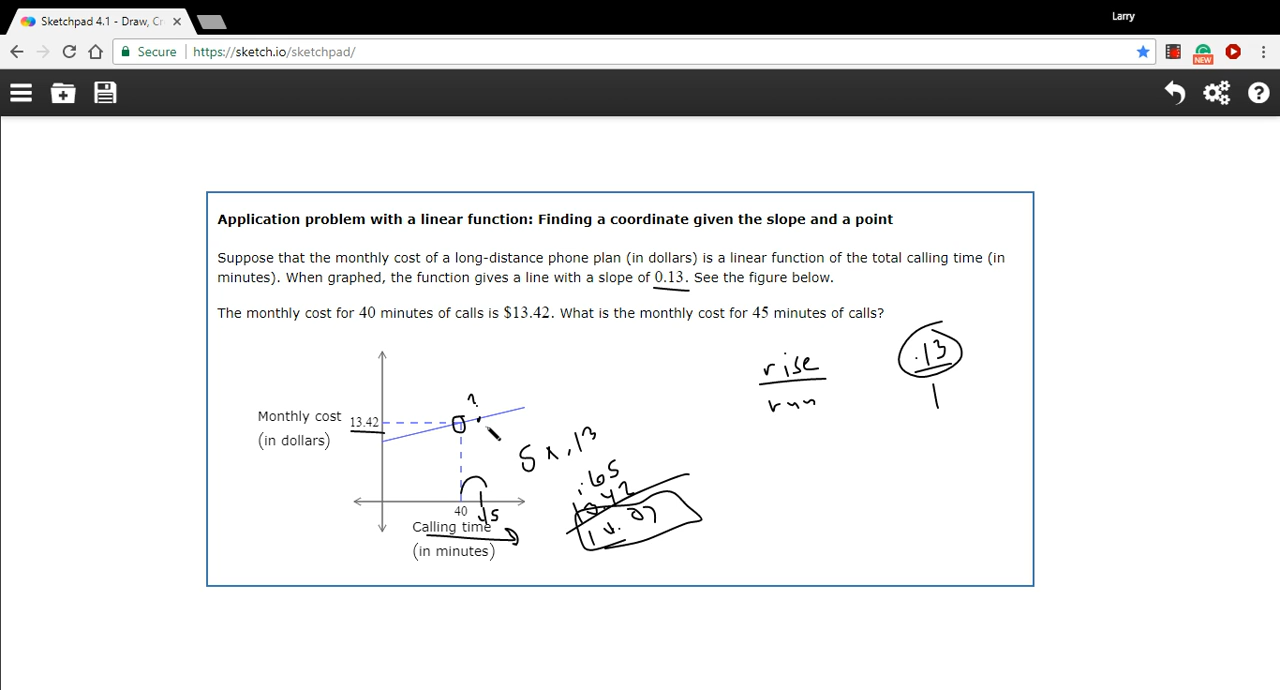 Larry
Sketchpad 4.1 - Draw, Cr
Secure https://sketch.io/sketchpad/
NEW
Application problem with a linear function: Finding a coordinate given the slope and a point
Suppose that the monthly cost of a long-distance phone plan (in dollars) is a linear function of the total calling time (in
minutes). When graphed, the function gives a line with a slope of 0.13. See the figure below.
The monthly cost for 40 minutes of calls is $13.42. What is the monthly cost for 45 minutes of calls?
rise
run
.13
1
?
Monthly cost
(in dollars)
13.42
5 x .13
.65
13.42
14.07
40
45
Calling time
(in minutes)